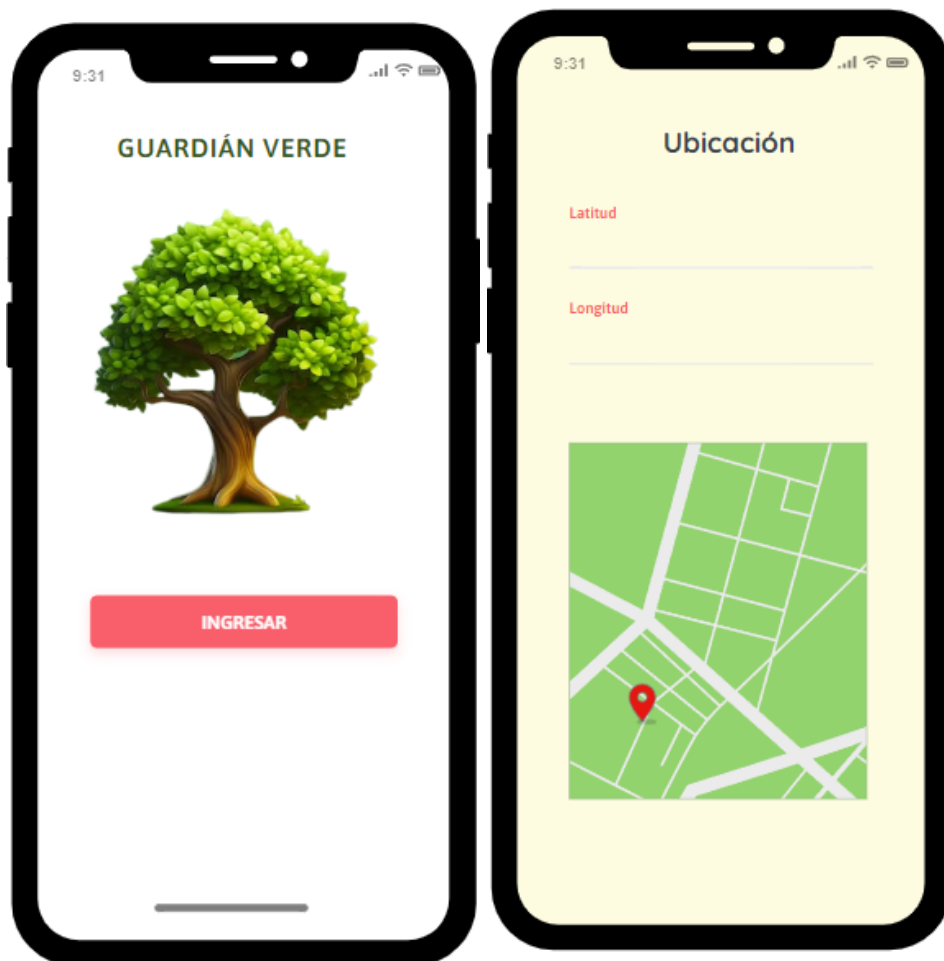 9:31
GUARDIÁN VERDE
INGRESAR
9:31
Ubicación
Latitud
Longitud